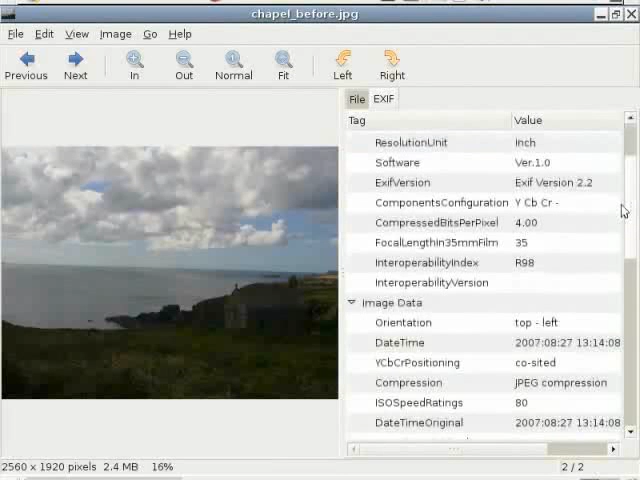 chapel_before.jpg
File Edit View Image Go Help
Previous Next In Out Normal Fit Left Right
File EXIF
Tag Value
ResolutionUnit Inch
Software Ver.1.0
ExifVersion Exif Version 2.2
ComponentsConfiguration Y Cb Cr -
CompressedBitsPerPixel 4.00
FocalLengthIn35mmFilm 35
InteroperabilityIndex R98
InteroperabilityVersion
Image Data
Orientation top - left
DateTime 2007:08:27 13:14:08
YCbCrPositioning co-sited
Compression JPEG compression
ISOSpeedRatings 80
DateTimeOriginal 2007:08:27 13:14:08
2560 x 1920 pixels 2.4 MB 16% 2 / 2